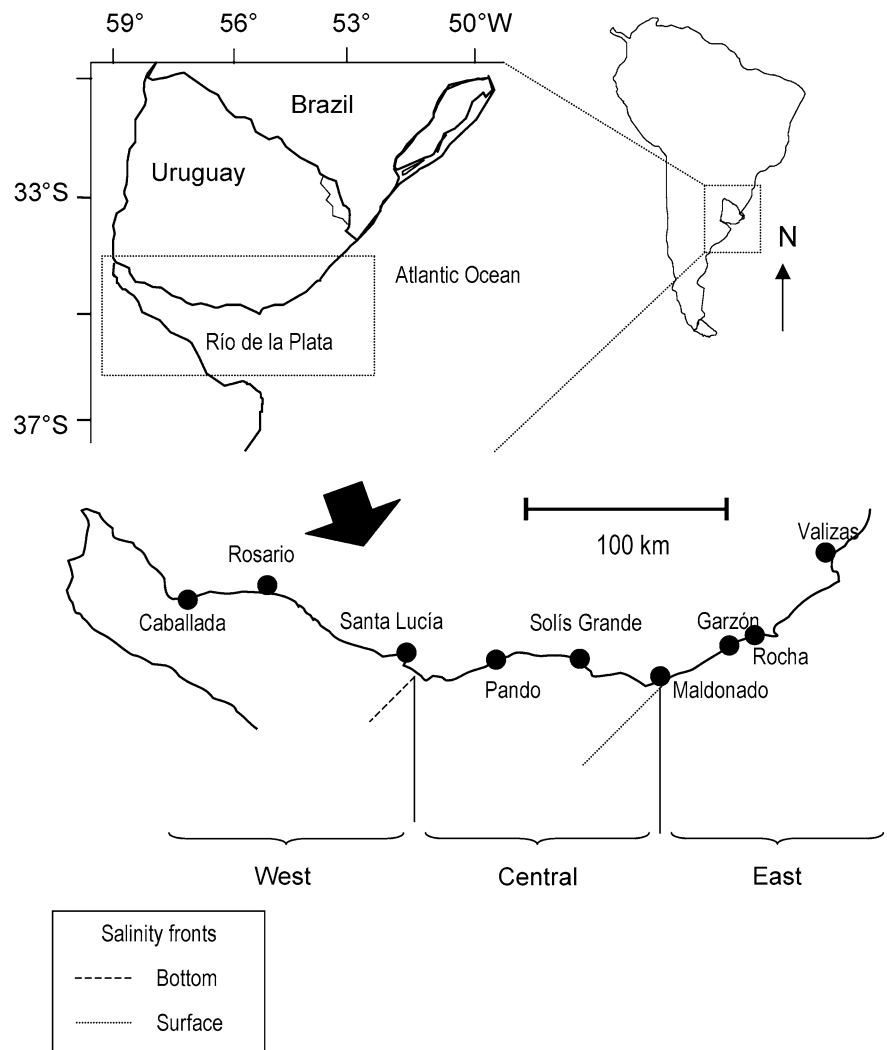 59°
56°
53°
50°W
Brazil
Uruguay
33°S
N
Atlantic Ocean
Río de la Plata
37°S
100 km
Valizas
Rosario
Caballada
Santa Lucía
Solís Grande
Garzón
Rocha
Pando
Maldonado
West
Central
East
Salinity fronts
Bottom
Surface